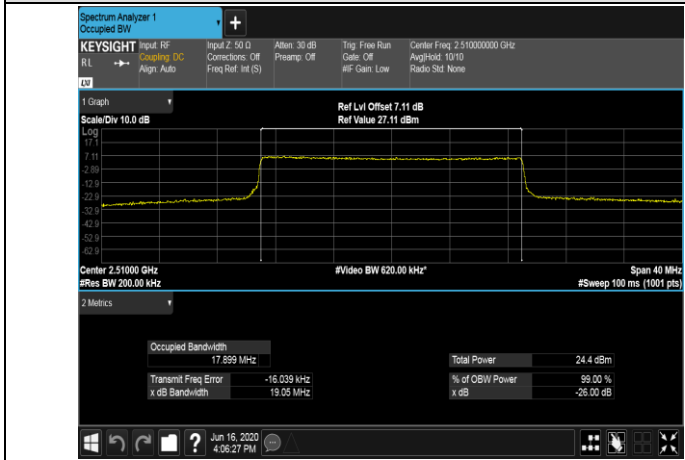 Spectrum Analyzer 1
Occupied BW
+
KEYSIGHT Input: RF Input Z: 50 Ω Atten: 30 dB Trig: Free Run Center Freq: 2.510000000 GHz
RL Coupling: DC Corrections: Off Preamp: Off Gate: Off Avg|Hold: 10/10
Align: Auto Freq Ref: Int (S) #IF Gain: Low Radio Std: None
LXI
1 Graph
Ref Lvl Offset 7.11 dB
Scale/Div 10.0 dB Ref Value 27.11 dBm
Log
17.1
7.11
-2.89
-12.9
-22.9
-32.9
-42.9
-52.9
-62.9
Center 2.51000 GHz #Video BW 620.00 kHz* Span 40 MHz
#Res BW 200.00 kHz #Sweep 100 ms (1001 pts)
2 Metrics
Occupied Bandwidth
17.899 MHz Total Power 24.4 dBm
Transmit Freq Error -16.039 kHz % of OBW Power 99.00 %
x dB Bandwidth 19.05 MHz x dB -26.00 dB
? Jun 16, 2020
4:06:27 PM